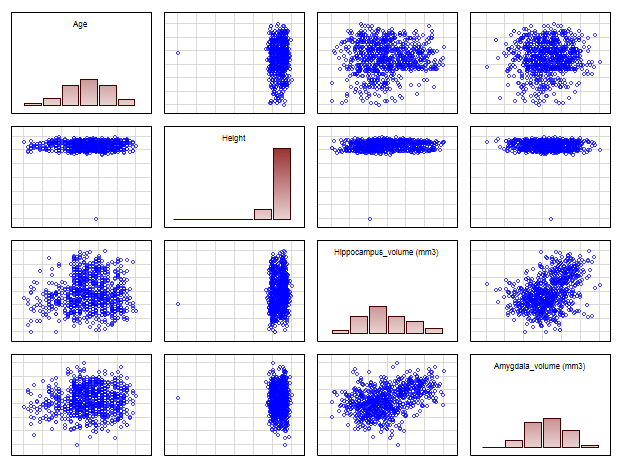 Age
Height
Hippocampus_volume (mm3)
Amygdala_volume (mm3)